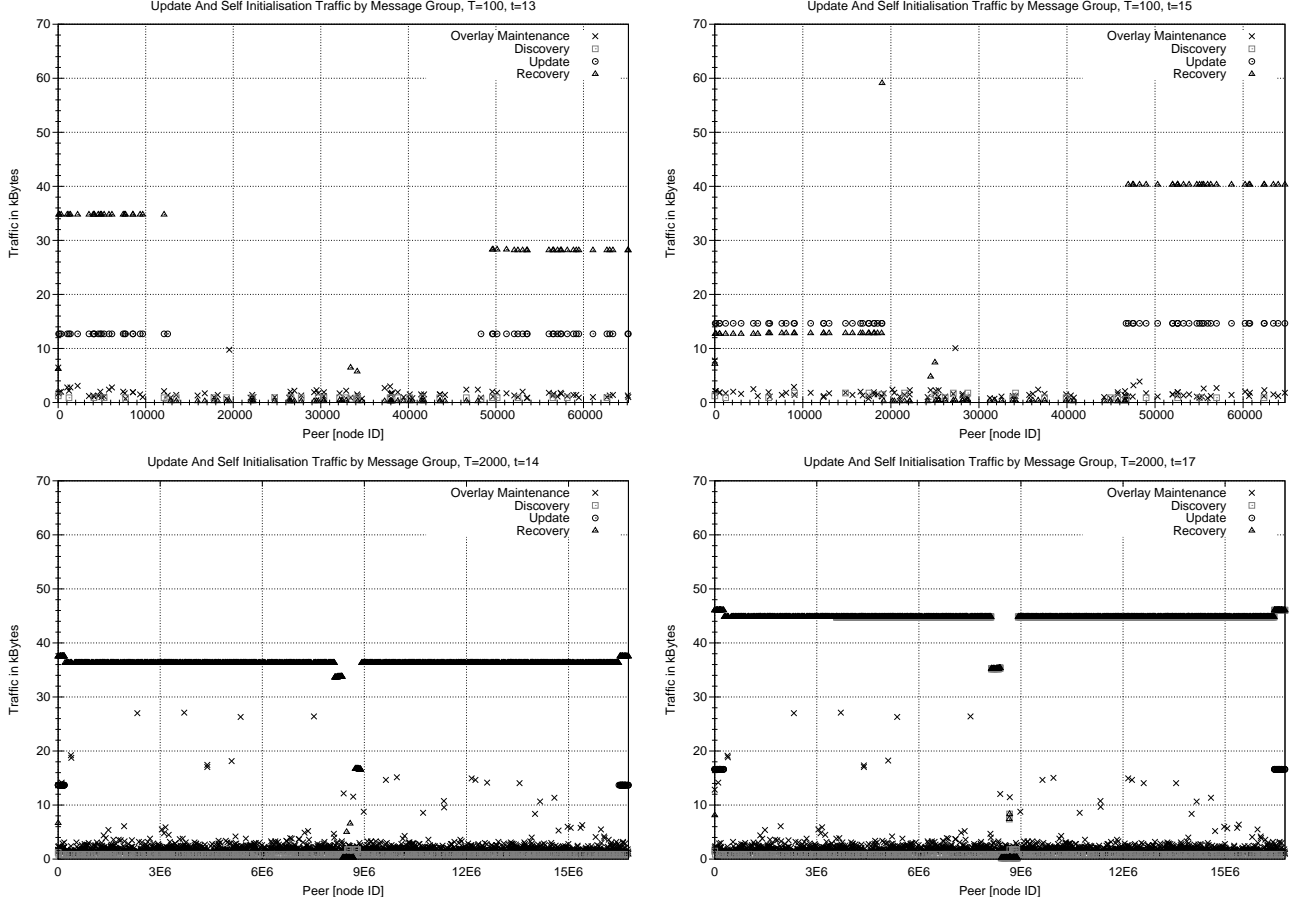 Update And Self Initialisation Traffic by Message Group, T=100, t=13
70
60
50
40
30
20
10
0
Traffic in kBytes
Overlay Maintenance
Discovery
Update
Recovery
0 10000 20000 30000 40000 50000 60000
Peer [node ID]
Update And Self Initialisation Traffic by Message Group, T=100, t=15
70
60
50
40
30
20
10
0
Traffic in kBytes
Overlay Maintenance
Discovery
Update
Recovery
0 10000 20000 30000 40000 50000 60000
Peer [node ID]
Update And Self Initialisation Traffic by Message Group, T=2000, t=14
70
60
50
40
30
20
10
0
Traffic in kBytes
Overlay Maintenance
Discovery
Update
Recovery
3E6 6E6 9E6 12E6 15E6
Peer [node ID]
Update And Self Initialisation Traffic by Message Group, T=2000, t=17
70
60
50
40
30
20
10
0
Traffic in kBytes
Overlay Maintenance
Discovery
Update
Recovery
3E6 6E6 9E6 12E6 15E6
Peer [node ID]